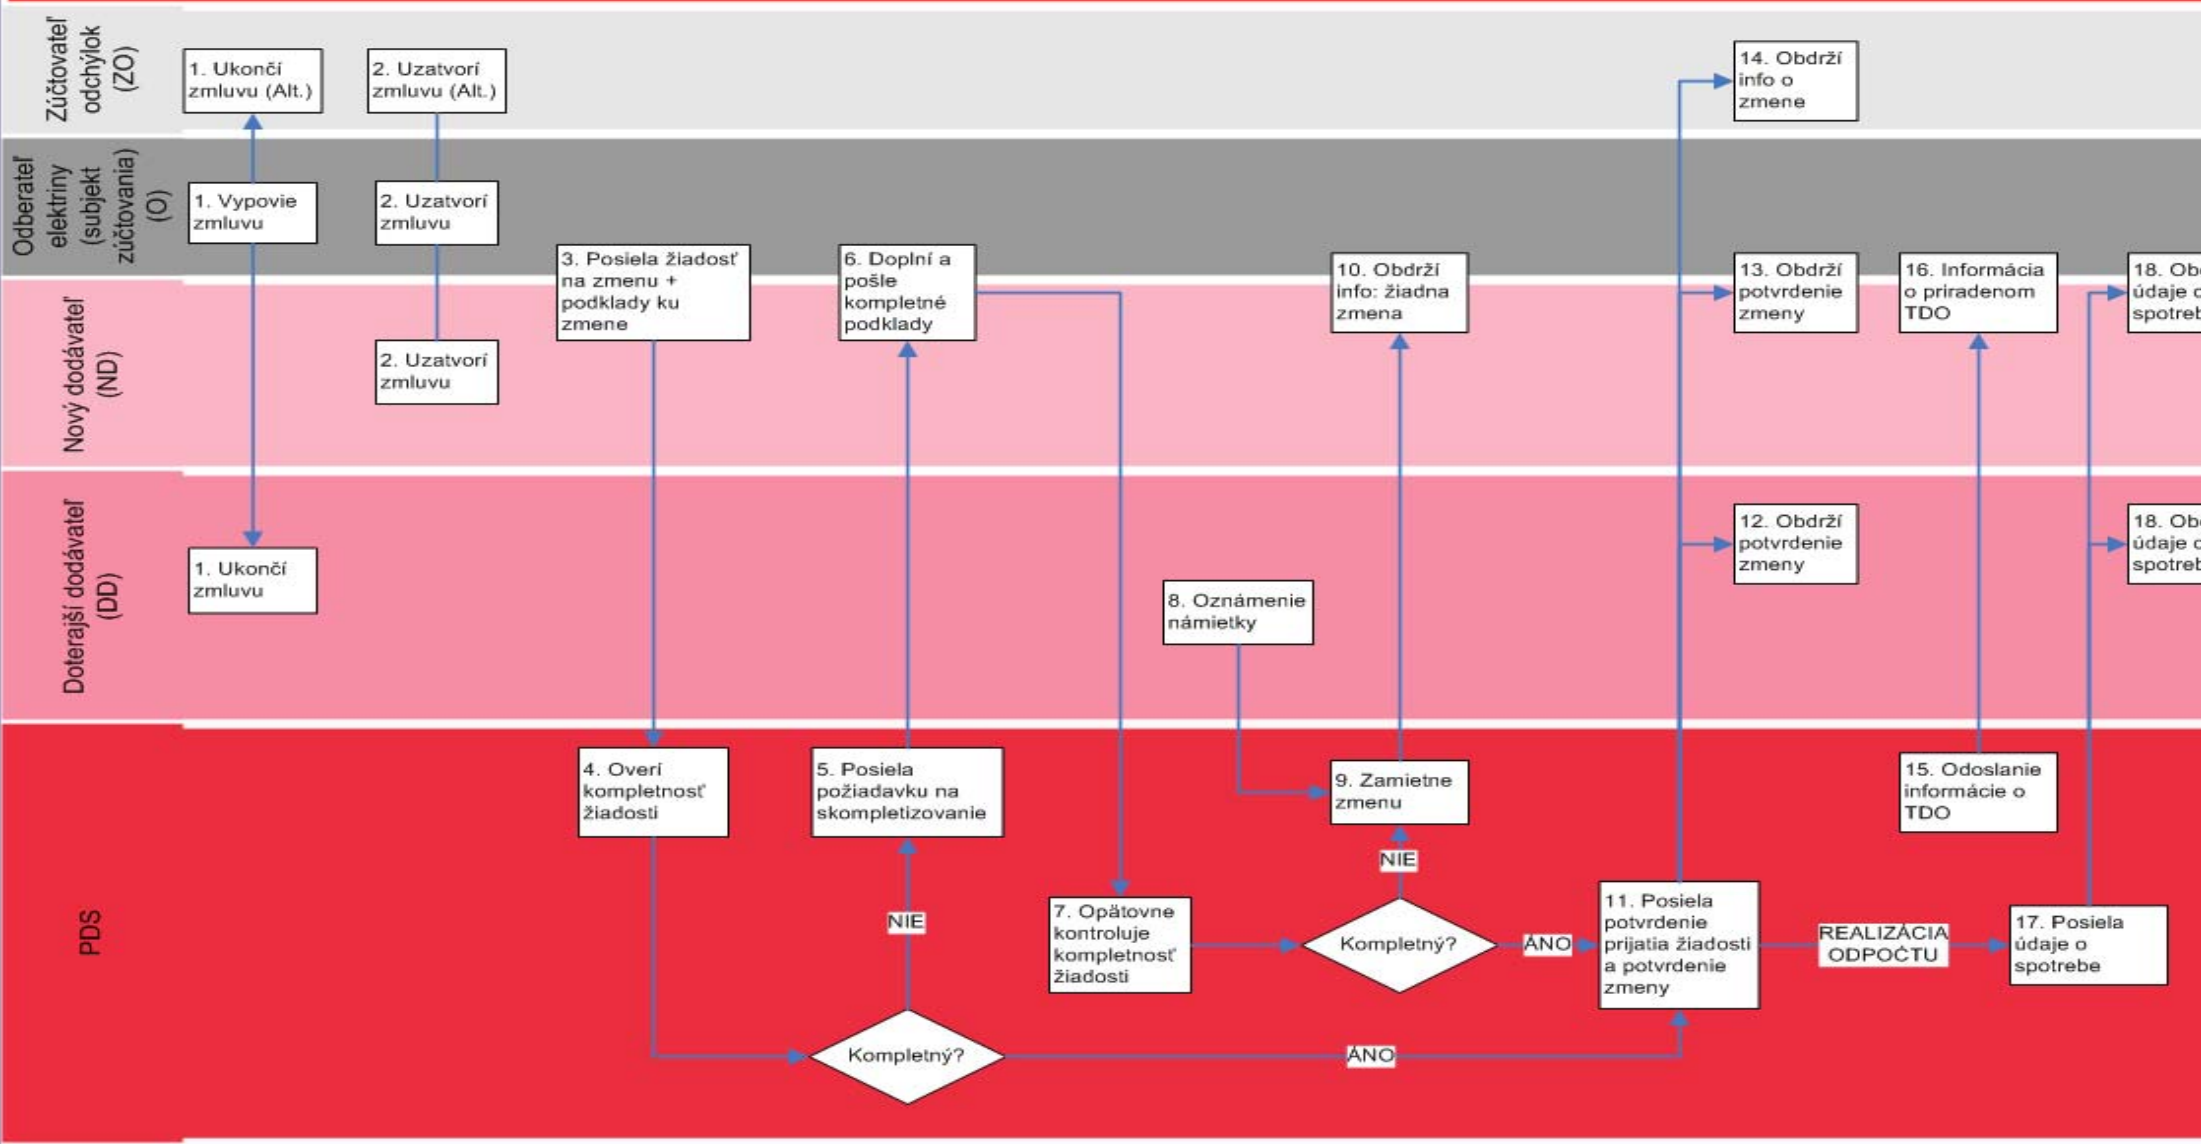 Zúčtovateľ
odchýlok
(ZO)
1. Ukončí
zmluvu (Alt.)
2. Uzatvorí
zmluvu (Alt.)
14. Obdrží
info o
zmene
Odberateľ
elektriny
(subjekt
zúčtovania)
(O)
1. Vypovie
zmluvu
2. Uzatvorí
zmluvu
Nový dodávateľ
(ND)
2. Uzatvorí
zmluvu
3. Posiela žiadosť
na zmenu +
podklady ku
zmene
6. Doplní a
pošle
kompletné
podklady
10. Obdrží
info: žiadna
zmena
13. Obdrží
potvrdenie
zmeny
16. Informácia
o priradenom
TDO
18.
údaje
Doterajší dodávateľ
(DD)
1. Ukončí
zmluvu
8. Oznámenie
námietky
12. Obdrží
potvrdenie
zmeny
18.
údaje
PDS
4. Overí
kompletnosť
žiadosti
5. Posiela
požiadavku na
skompletizovanie
9. Zamietne
zmenu
15. Odoslanie
informácie o
TDO
NIE
NIE
7. Opätovne
kontroluje
kompletnosť
žiadosti
Kompletný?
ÁNO
11. Posiela
potvrdenie
prijatia žiadosti
a potvrdenie
zmeny
REALIZÁCIA
ODPOČTU
17. Posiela
údaje o
spotrebe
Kompletný?
ÁNO